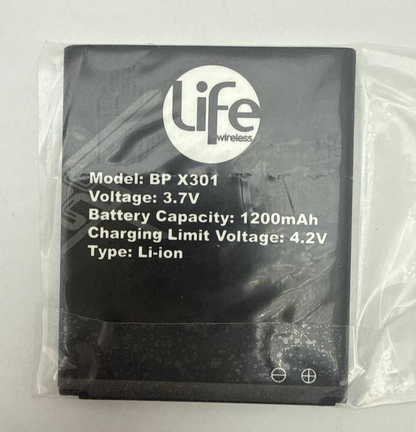 Life
wireless
Model: BP X301
Voltage: 3.7V
Battery Capacity: 1200mAh
Charging Limit Voltage: 4.2V
Type: Li-ion
⊖ ⊕